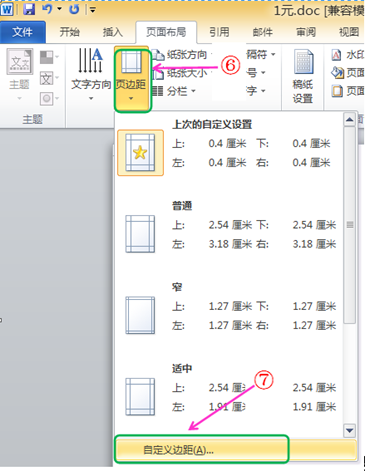 1元.doc [兼容模
文件 开始 插入 页面布局 引用 邮件 审阅 视图
文字方向 页边距 纸张方向 隔符 水印
⑥
主题 纸张大小 号 稿纸设置 页面
分栏 字 页面
主题
上次的自定义设置
上: 0.4 厘米 下: 0.4 厘米
左: 0.4 厘米 右: 0.4 厘米
普通
上: 2.54 厘米 下: 2.54 厘米
左: 3.18 厘米 右: 3.18 厘米
窄
上: 1.27 厘米 下: 1.27 厘米
左: 1.27 厘米 右: 1.27 厘米
适中
上: 2.54 厘 2.54 厘米
⑦
左: 1.91 厘 1.91 厘米
自定义边距(A)...